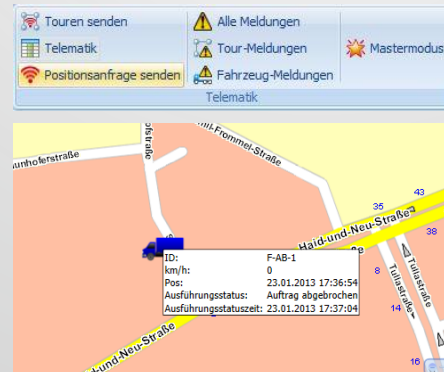 Touren senden
Alle Meldungen
Telematik
Tour-Meldungen
Mastermodus
Positionsanfrage senden
Fahrzeug-Meldungen
Telematik
-Frommel-Straße
unhoferstraße
ofstraße
43
35
Haid-und-Neu-Straße
38
ID: F-AB-1
km/h: 0
Pos: 23.01.2013 17:36:54
Ausführungsstatus: Auftrag abgebrochen
Ausführungsstatuszeit: 23.01.2013 17:37:04
8
Tullastraße
Tullastraße
14
-und-Neu-Straße
16